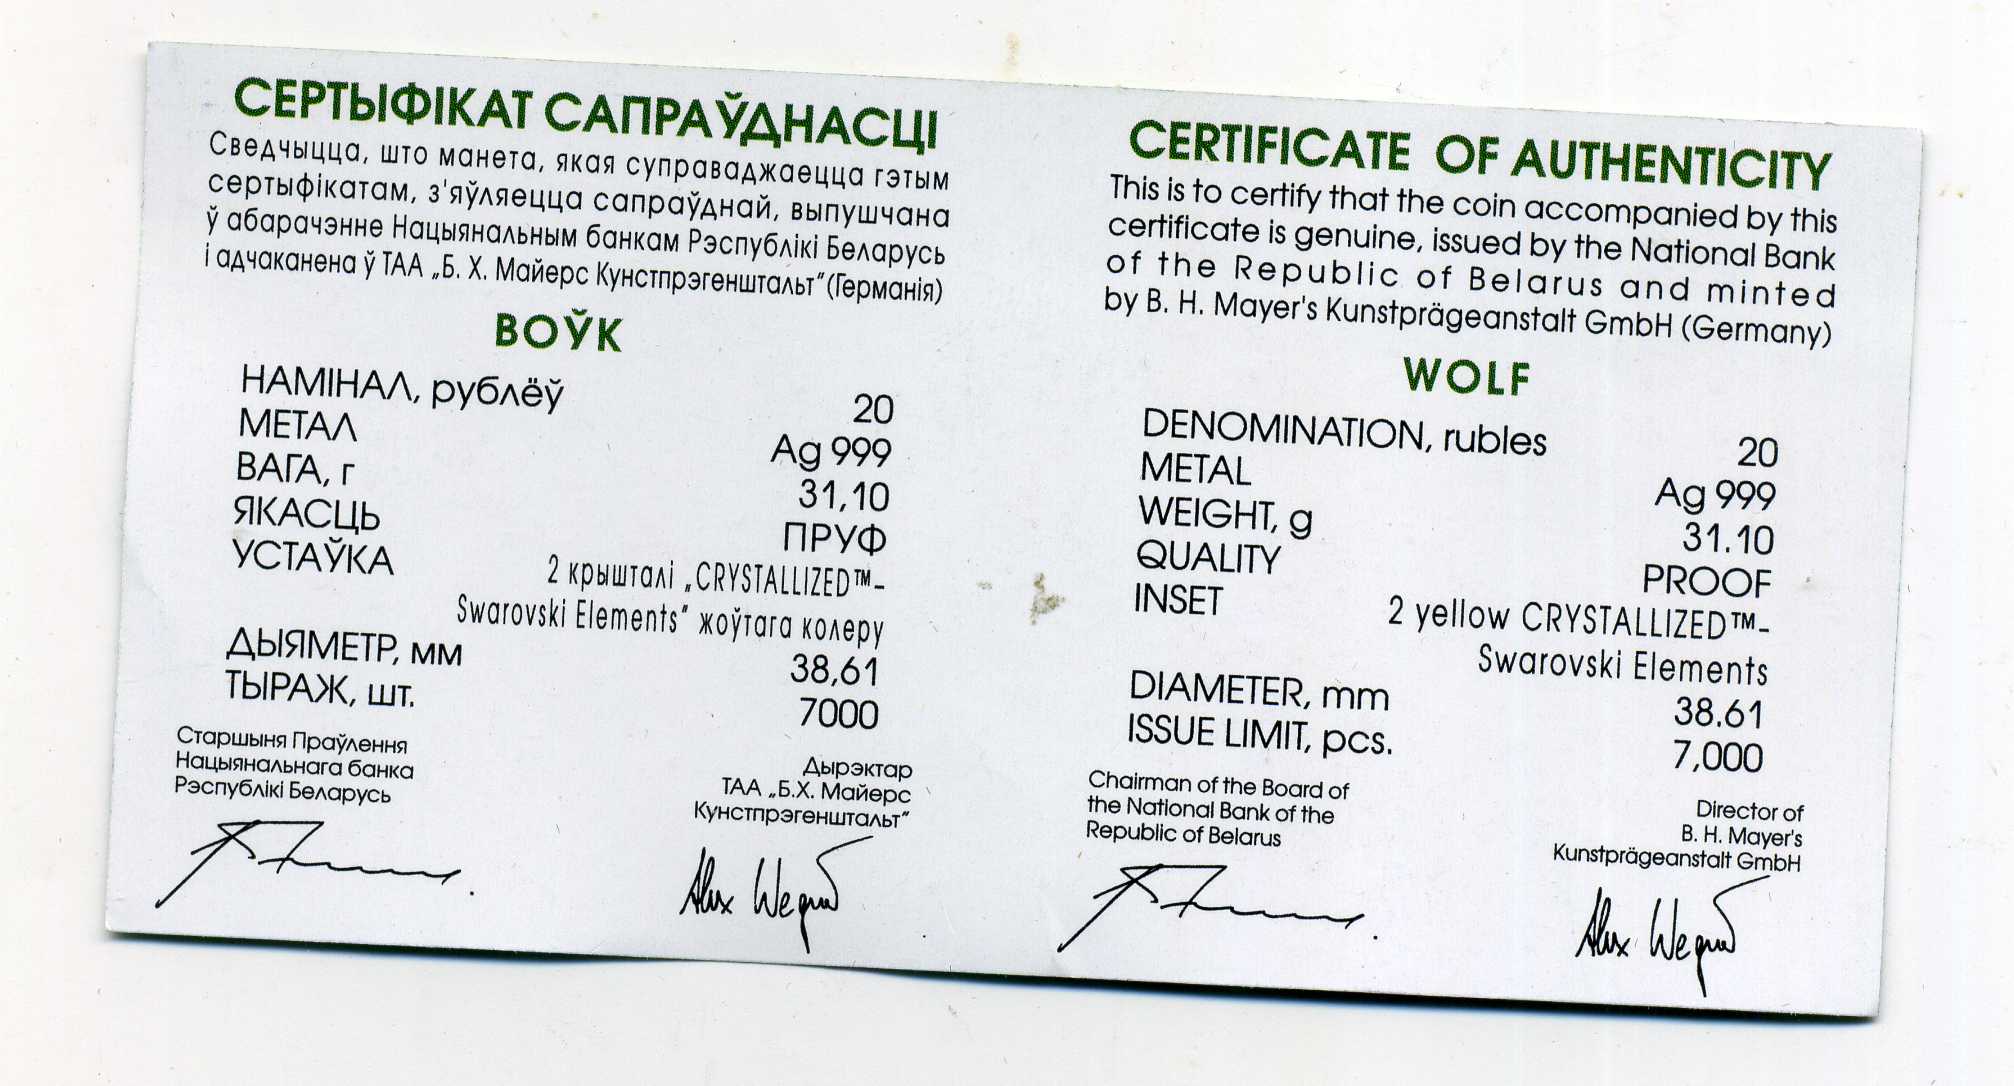 СЕРТЫФІКАТ САПРАЎДНАСЦІ
Сведчыцца, што манета, якая суправаджаецца гэтым
сертыфікатам, з'яўляецца сапраўднай, выпушчана
ў абарачэнне Нацыянальным банкам Рэспублікі Беларусь
і адчаканена ў ТАА „Б. Х. Майерс Кунстпрэгенштальт“(Германія)
ВОЎК
НАМІНАЛ, рублёў 20
МЕТАЛ Ag 999
ВАГА, г 31,10
ЯКАСЦЬ ПРУФ
УСТАЎКА 2 крышталі „CRYSTALLIZED™–
Swarovski Elements“ жоўтага колеру
ДЫЯМЕТР, мм 38,61
ТЫРАЖ, шт. 7000
Старшыня Праўлення
Нацыянальнага банка
Рэспублікі Беларусь
Дырэктар
ТАА „Б.Х. Майерс
Кунстпрэгенштальт“
Alex Wegner
CERTIFICATE OF AUTHENTICITY
This is to certify that the coin accompanied by this
certificate is genuine, issued by the National Bank
of the Republic of Belarus and minted
by B. H. Mayer's Kunstprägeanstalt GmbH (Germany)
WOLF
DENOMINATION, rubles 20
METAL Ag 999
WEIGHT, g 31.10
QUALITY PROOF
INSET 2 yellow CRYSTALLIZED™–
Swarovski Elements
DIAMETER, mm 38.61
ISSUE LIMIT, pcs. 7,000
Chairman of the Board of
the National Bank of the
Republic of Belarus
Director of
B. H. Mayer's
Kunstprägeanstalt GmbH
Alex Wegner